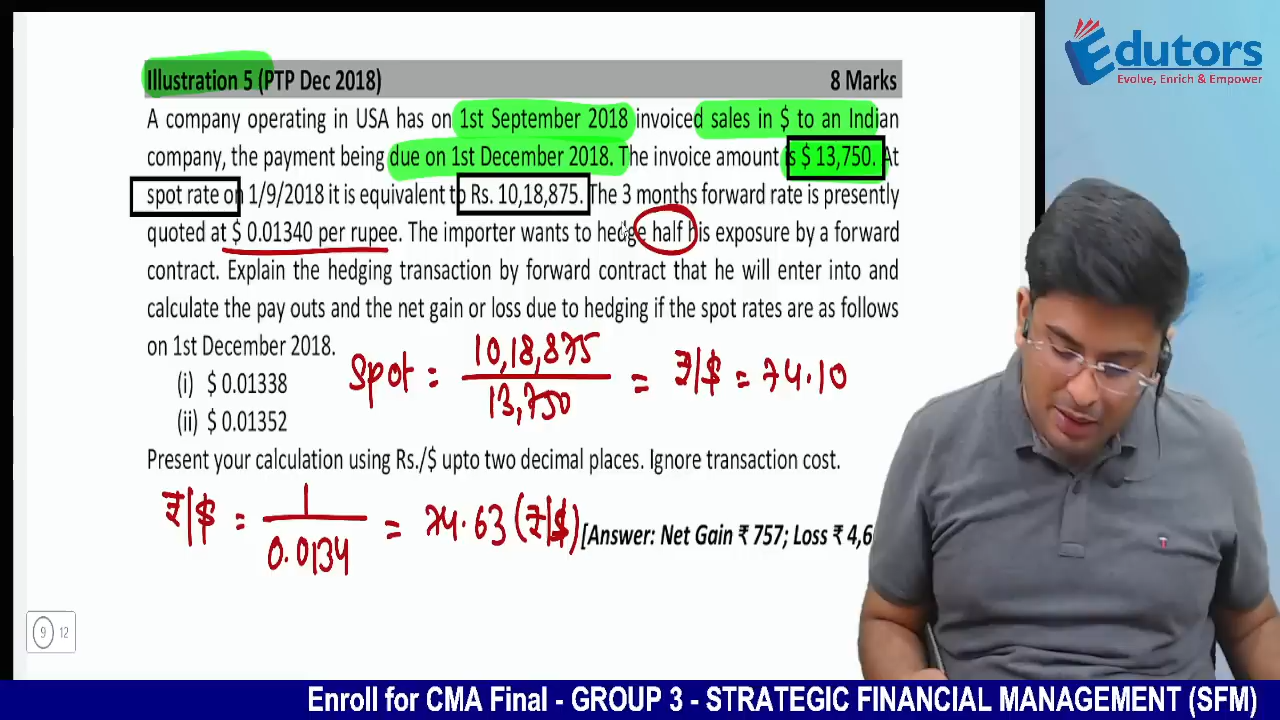 Edutors
Evolve, Enrich & Empower
Illustration 5 (PTP Dec 2018) 8 Marks
A company operating in USA has on 1st September 2018 invoiced sales in $ to an Indian
company, the payment being due on 1st December 2018. The invoice amount is $ 13,750. At
spot rate on 1/9/2018 it is equivalent to Rs. 10,18,875. The 3 months forward rate is presently
quoted at $ 0.01340 per rupee. The importer wants to hedge half his exposure by a forward
contract. Explain the hedging transaction by forward contract that he will enter into and
calculate the pay outs and the net gain or loss due to hedging if the spot rates are as follows
on 1st December 2018.
Spot = 10,18,875 / 13,750 = ₹/$ = 74.10
(i) $ 0.01338
(ii) $ 0.01352
Present your calculation using Rs./$ upto two decimal places. Ignore transaction cost.
₹/$ = 1 / 0.0134 = 74.63 (₹/$)
[Answer: Net Gain ₹ 757; Loss ₹ 4,6
9 12
Enroll for CMA Final - GROUP 3 - STRATEGIC FINANCIAL MANAGEMENT (SFM)